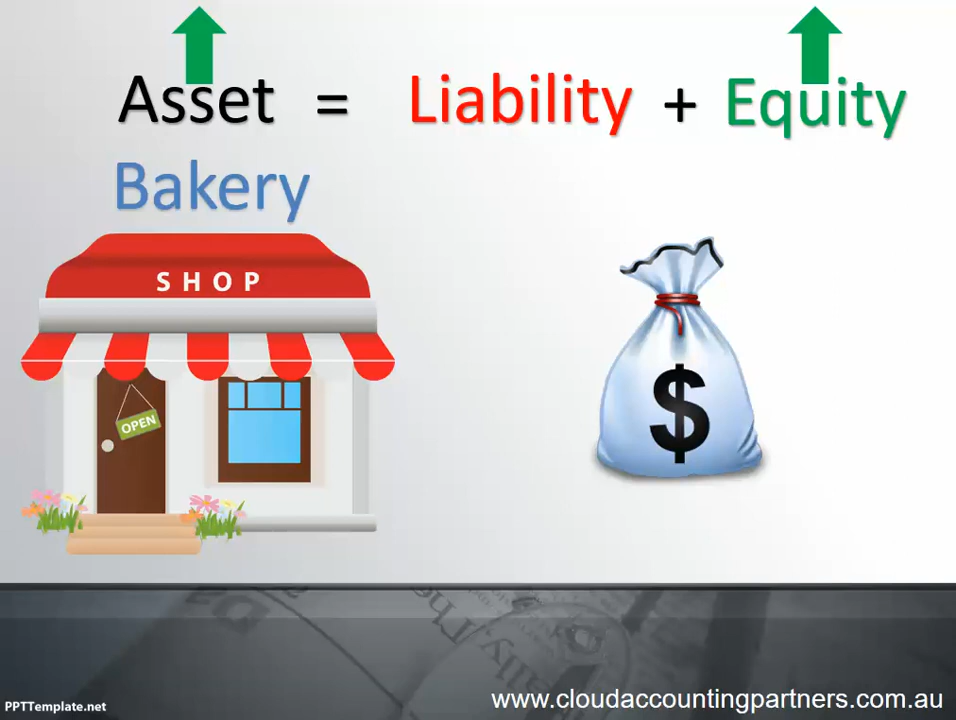 Asset = Liability + Equity
Bakery
SHOP
OPEN
$
PPTTemplate.net
www.cloudaccountingpartners.com.au